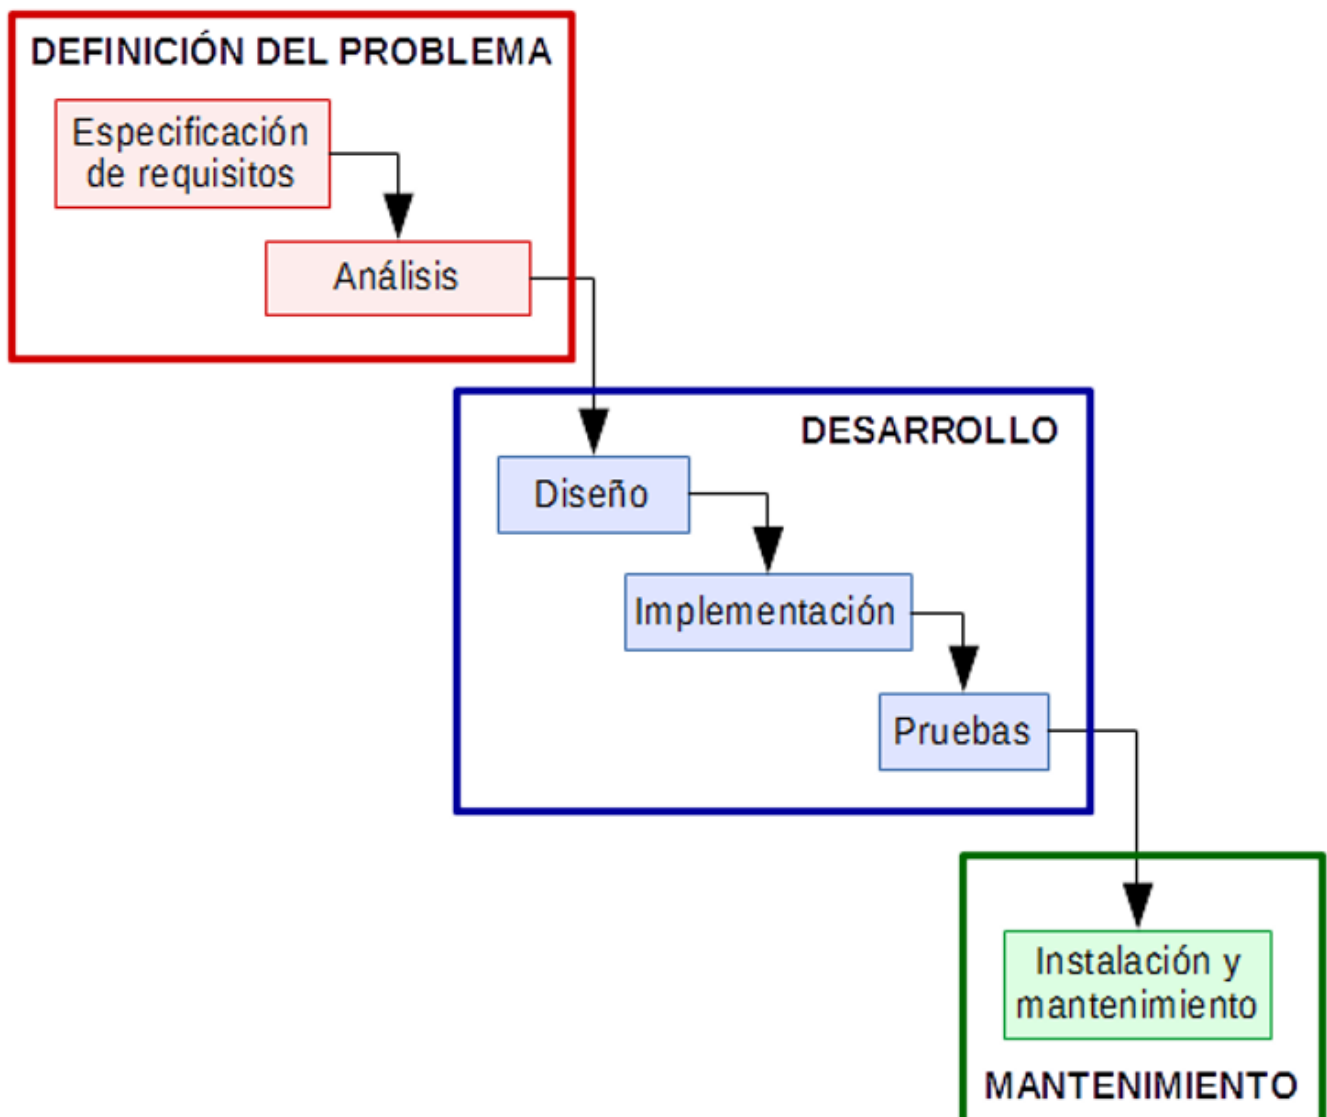 DEFINICIÓN DEL PROBLEMA
Especificación
de requisitos
Análisis
DESARROLLO
Diseño
Implementación
Pruebas
Instalación y
mantenimiento
MANTENIMIENTO